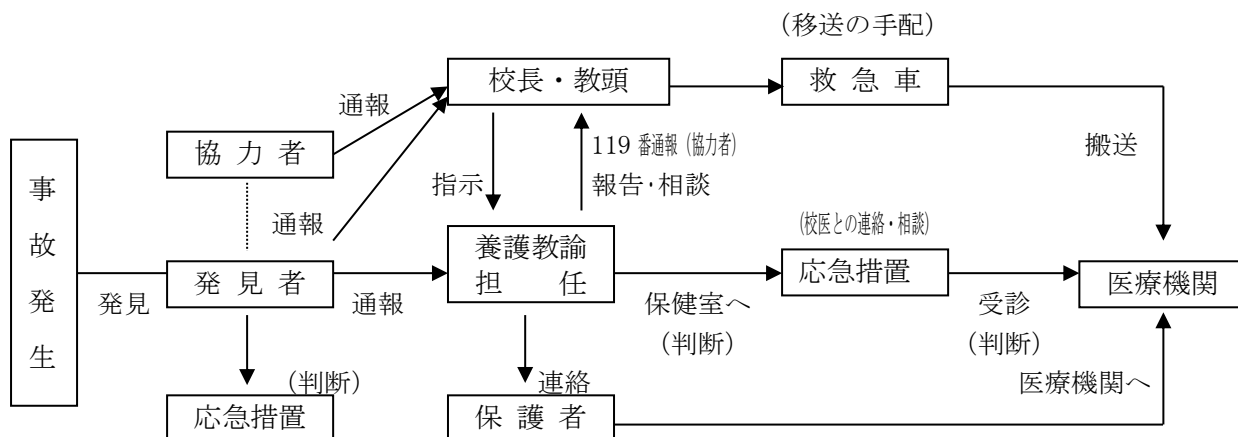 (移送の手配)
校長・教頭
救 急 車
通報
協 力 者
119 番通報 (協力者)
搬送
指示
報告・相談
事故発生
通報
(校医との連絡・相談)
養護教諭
担 任
発 見 者
応急措置
医療機関
発見
通報
保健室へ
受診
(判断)
(判断)
(判断)
連絡
医療機関へ
応急措置
保 護 者